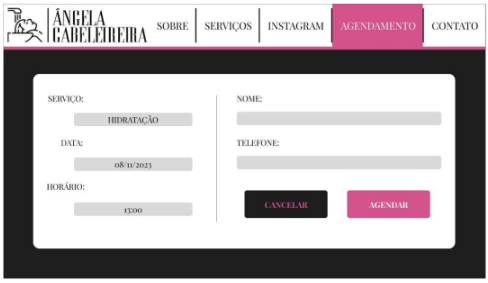 ÂNGELA
CABELEIREIRA
SOBRE
SERVIÇOS
INSTAGRAM
AGENDAMENTO
CONTATO
SERVIÇO:
HIDRATAÇÃO
DATA:
08/11/2023
HORÁRIO:
13:00
NOME:
TELEFONE:
CANCELAR
AGENDAR